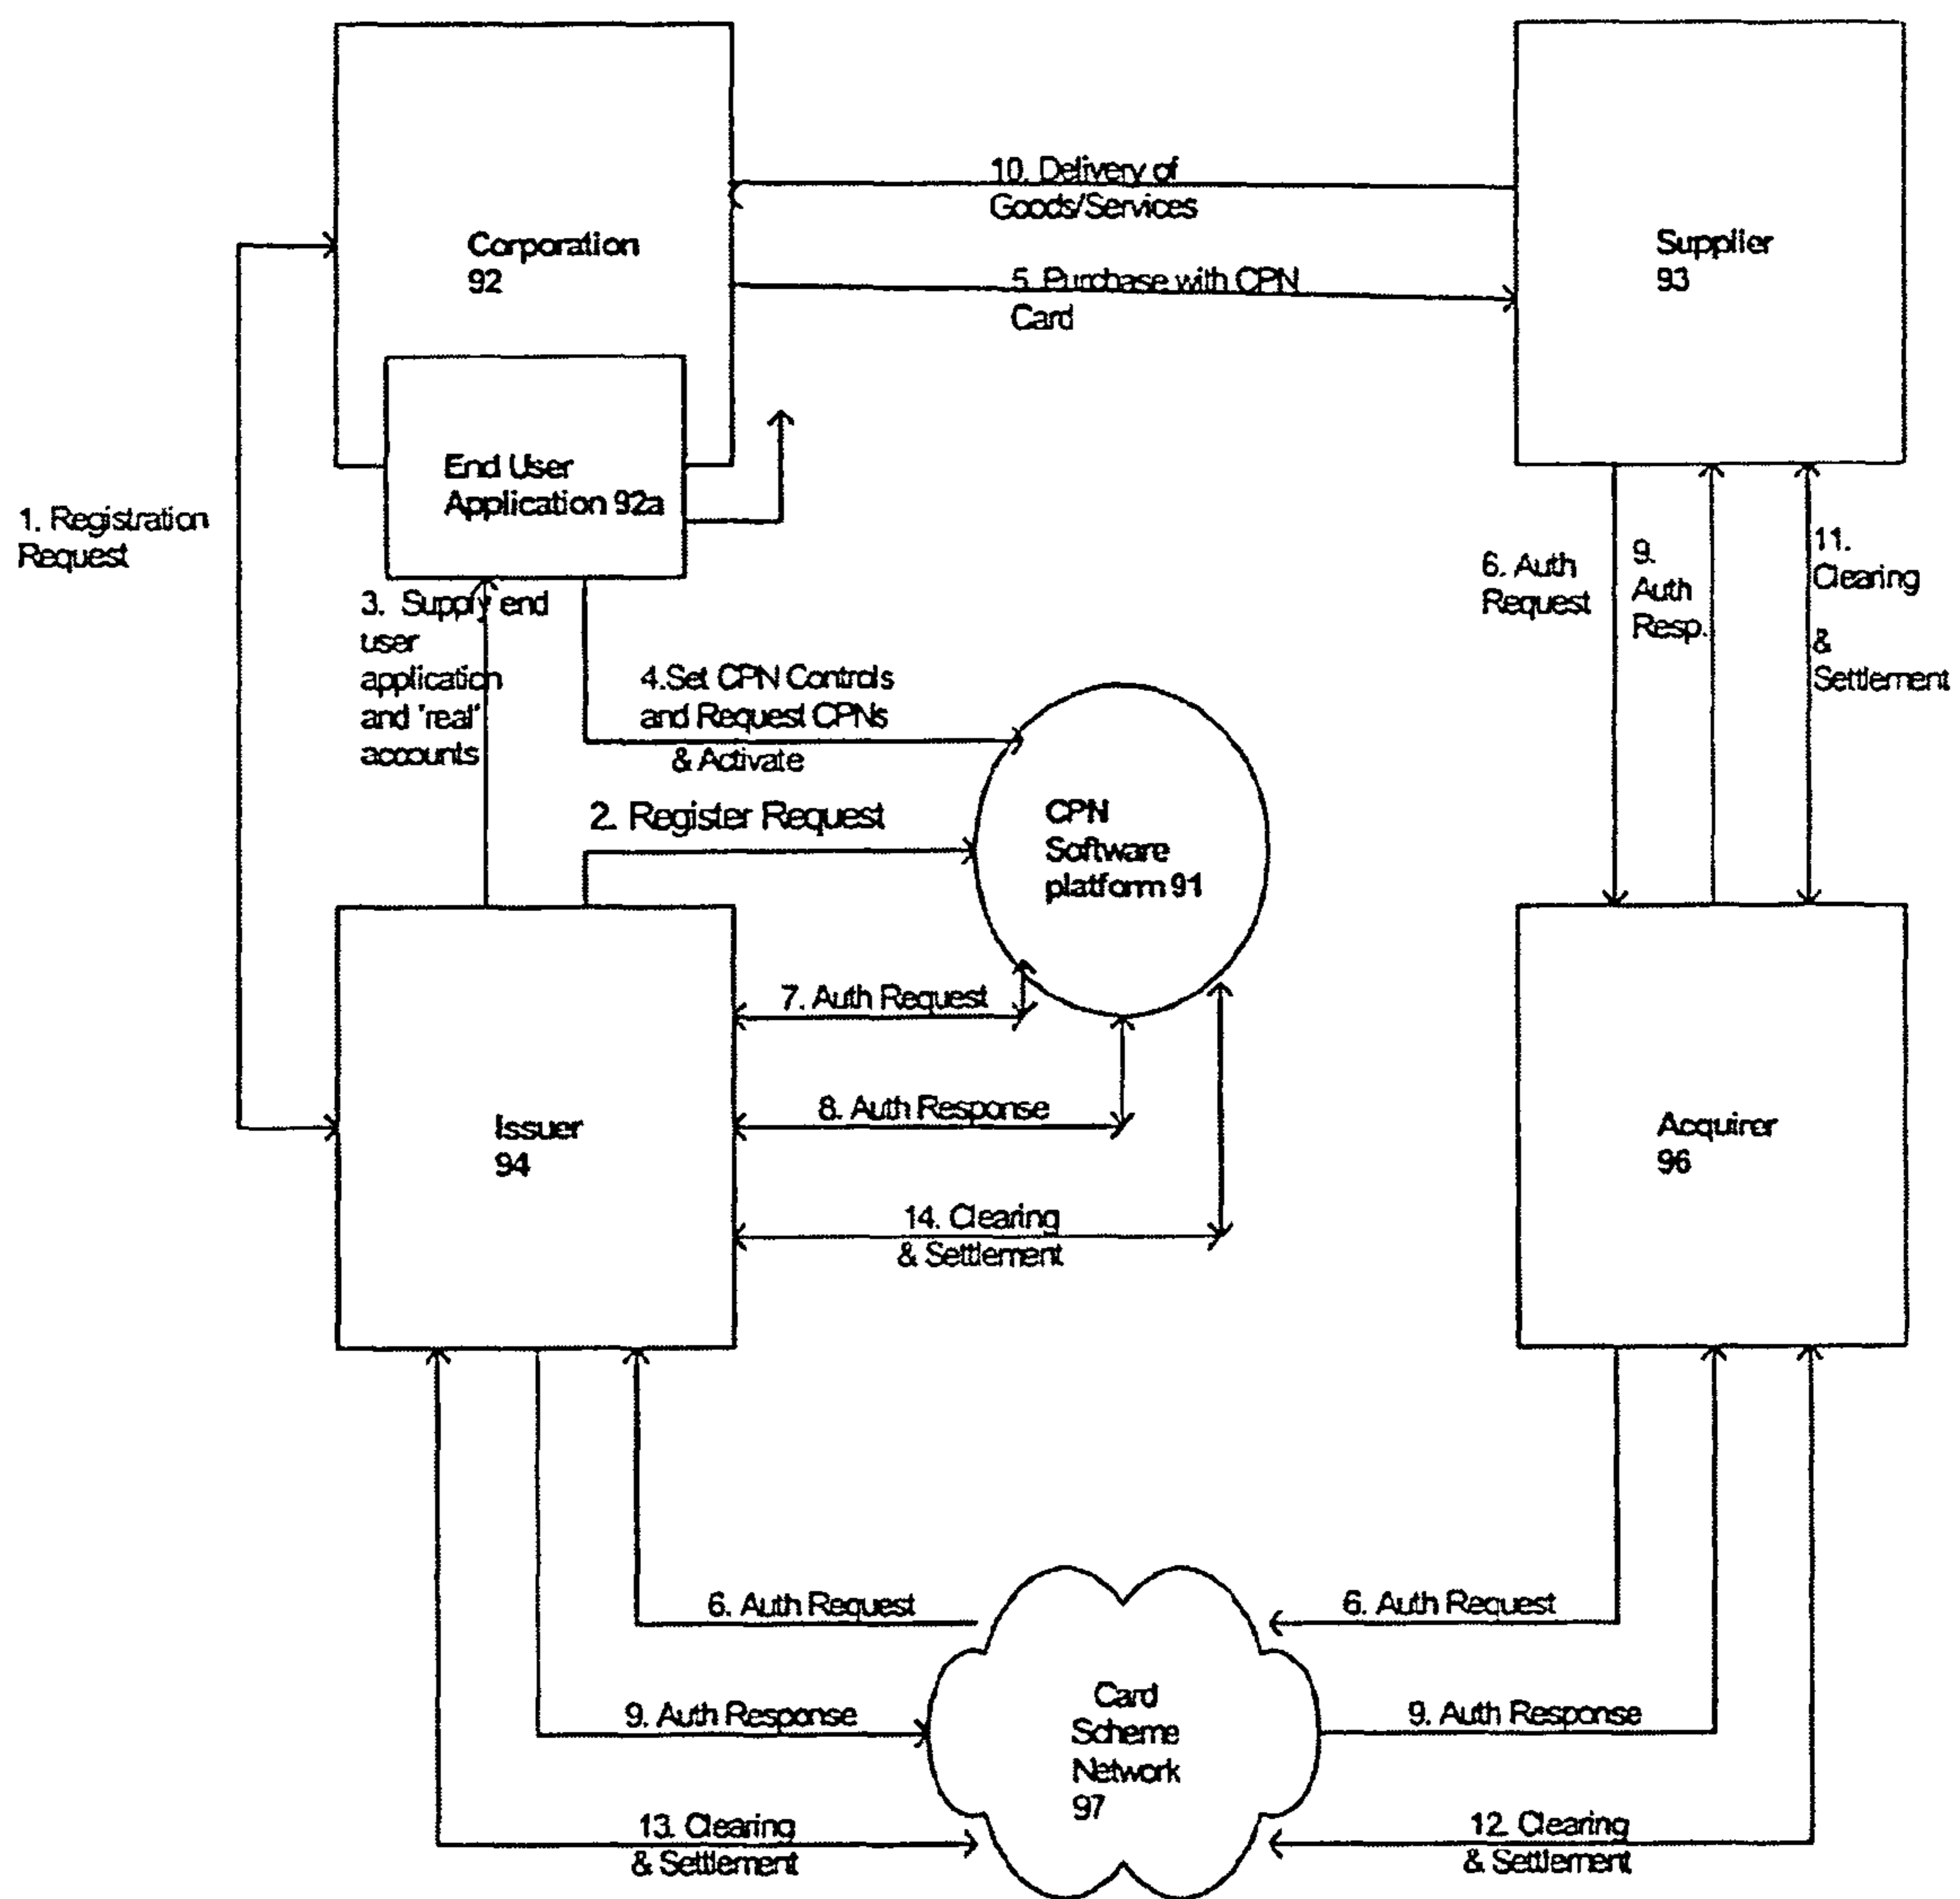 10. Delivery of
Goods/Services
Corporation
92
Supplier
93
5. Purchase with CPN
Card
End User
Application 92a
1. Registration
Request
6. Auth
Request
9.
Auth
Resp.
11.
Clearing
&
Settlement
3. Supply end
user
application
and 'real'
accounts
4.Set CPN Controls
and Request CPNs
& Activate
2. Register Request
CPN
Software
platform 91
7. Auth Request
8. Auth Response
Issuer
94
Acquirer
96
14. Clearing
& Settlement
6. Auth Request
6. Auth Request
Card
Scheme
Network
97
9. Auth Response
9. Auth Response
13. Clearing
& Settlement
12. Clearing
& Settlement